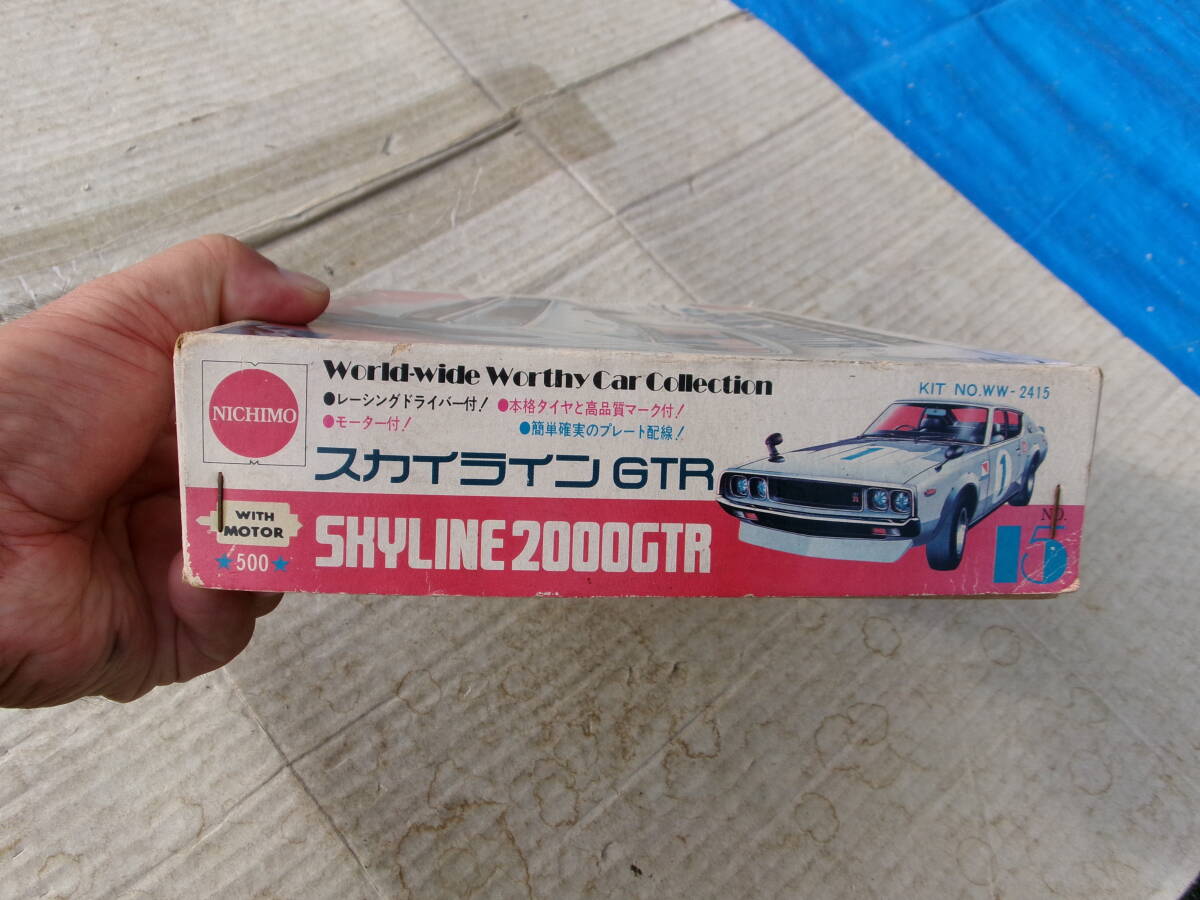 NICHIMO
World-wide Worthy Car Collection
●レーシングドライバー付! ●本格タイヤと高品質マーク付!
●モーター付! ●簡単確実のプレート配線!
KIT NO.WW-2415
スカイライン GTR
WITH
MOTOR
★500★
SKYLINE 2000GTR
1
NO.
15